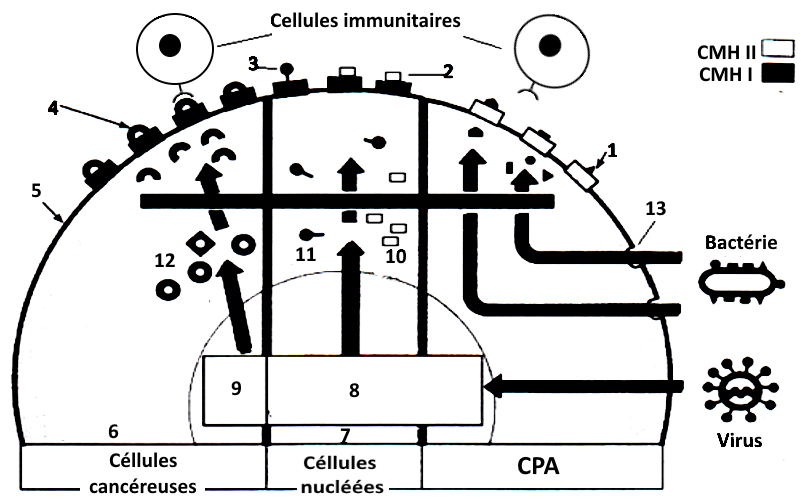 Cellules immunitaires
3
2
CMH II
CMH I
4
1
5
13
12
11
10
Bactérie
9
8
Virus
6
7
Céllules
cancéreuses
Céllules
nucléées
CPA